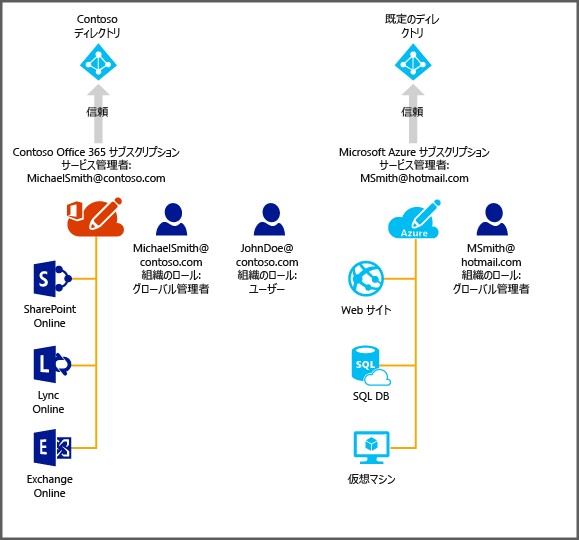 Contoso
ディレクトリ
信頼
Contoso Office 365 サブスクリプション
サービス管理者:
MichaelSmith@contoso.com
MichaelSmith@
contoso.com
組織のロール:
グローバル管理者
JohnDoe@
contoso.com
組織のロール:
ユーザー
S
SharePoint
Online
L
Lync
Online
E
Exchange
Online
既定のディレ
クトリ
信頼
Microsoft Azure サブスクリプション
サービス管理者:
MSmith@hotmail.com
Azure
MSmith@
hotmail.com
組織のロール:
グローバル管理者
Web サイト
SQL
SQL DB
仮想マシン